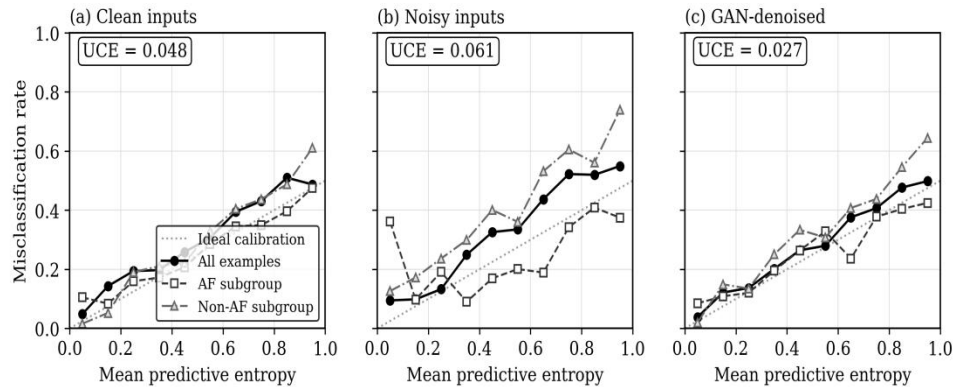 (a) Clean inputs
(b) Noisy inputs
(c) GAN-denoised
UCE = 0.048
UCE = 0.061
UCE = 0.027
Misclassification rate
1.0
0.8
0.6
0.4
0.2
0.0
Ideal calibration
All examples
AF subgroup
Non-AF subgroup
0.0 0.2 0.4 0.6 0.8 1.0
0.0 0.2 0.4 0.6 0.8 1.0
0.0 0.2 0.4 0.6 0.8 1.0
Mean predictive entropy
Mean predictive entropy
Mean predictive entropy